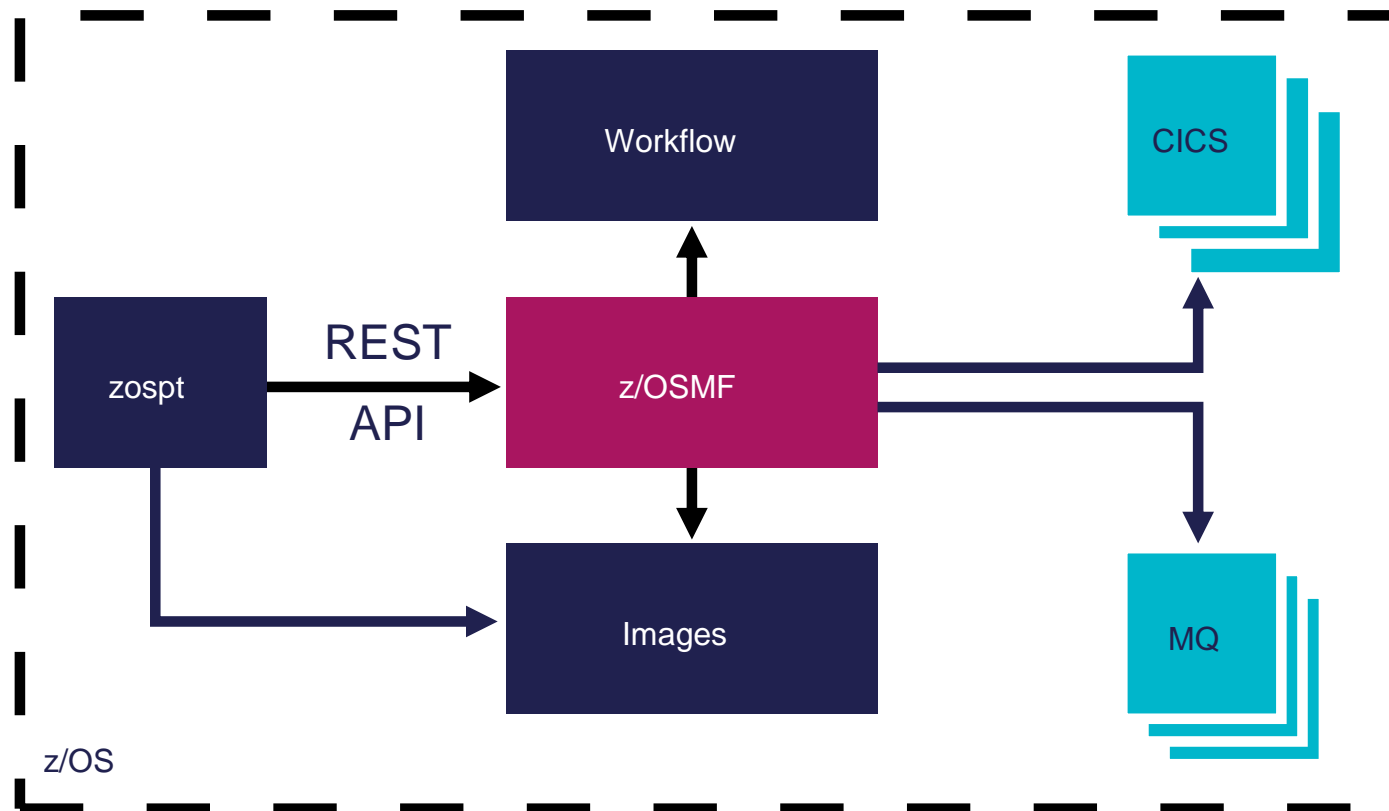 Workflow
CICS
zospt
REST
API
z/OSMF
Images
MQ
z/OS